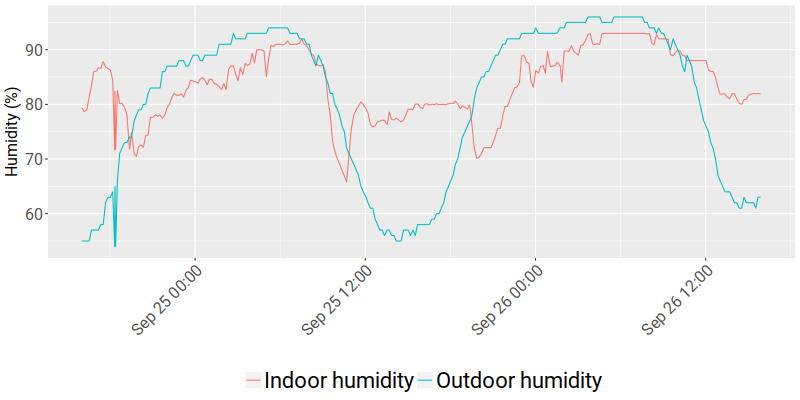 Humidity (%)
90
80
70
60
Sep 25 00:00
Sep 25 12:00
Sep 26 00:00
Sep 26 12:00
Indoor humidity Outdoor humidity